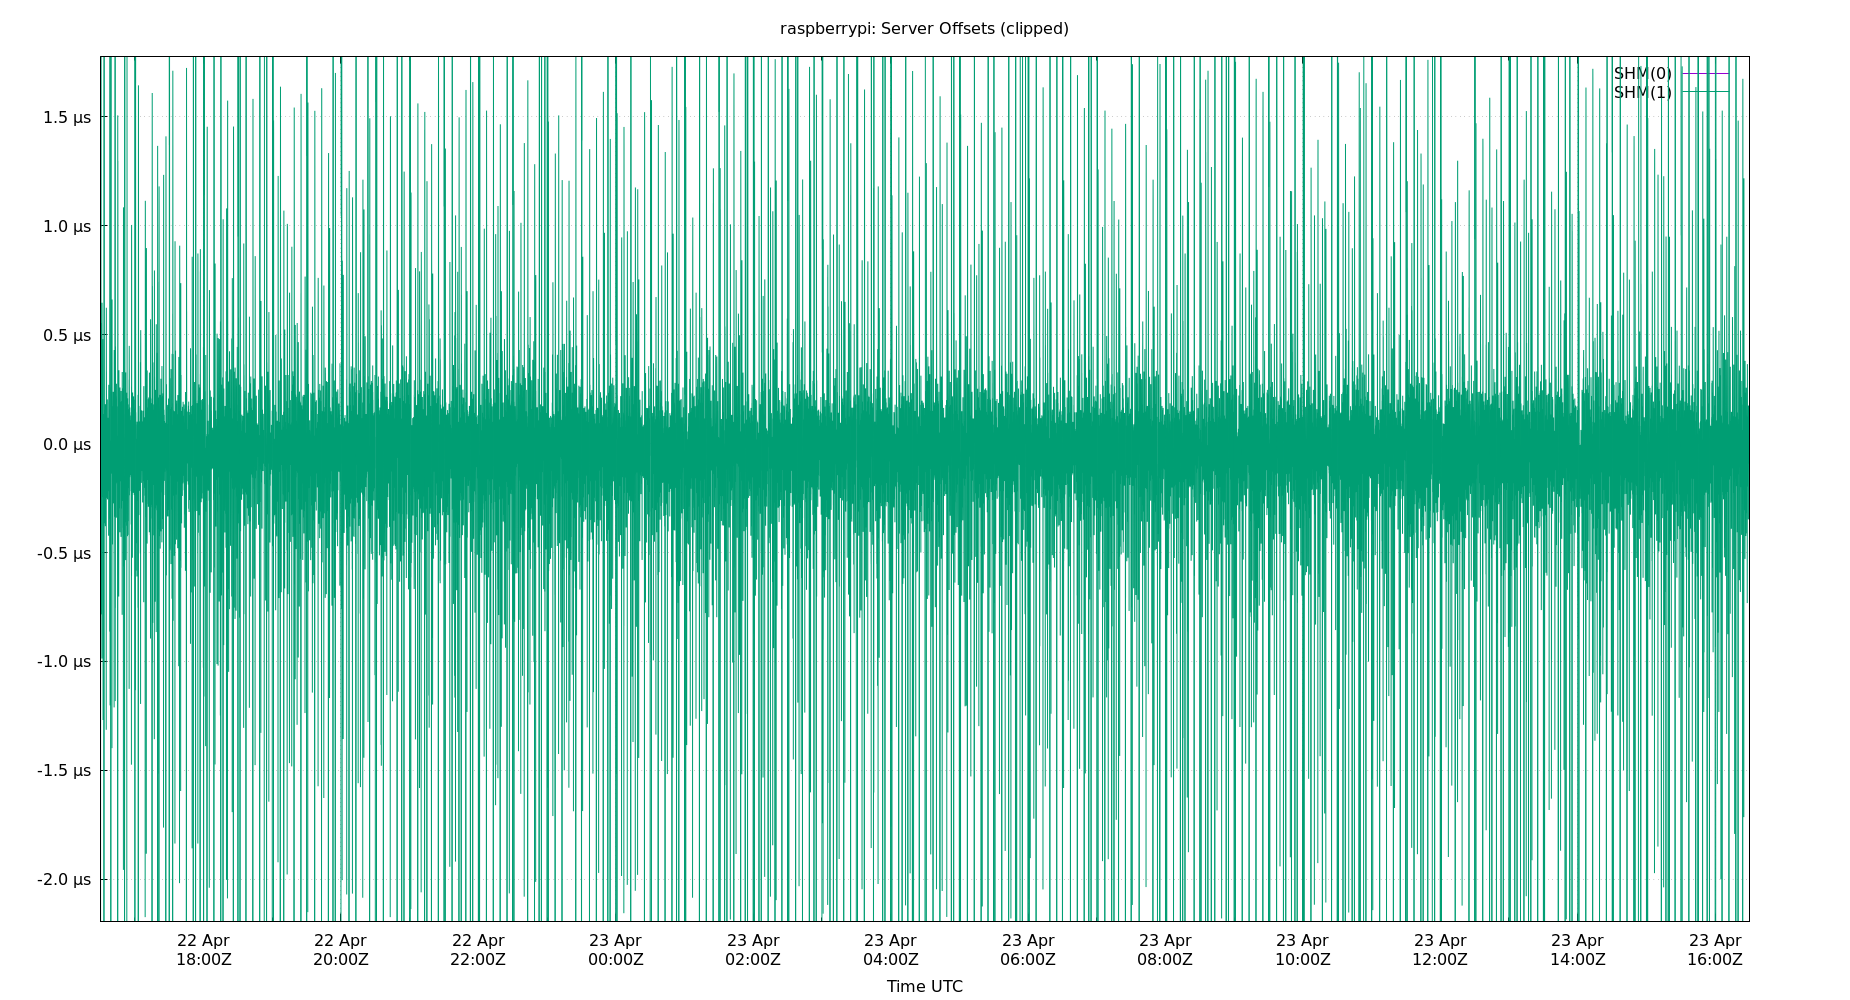 raspberrypi: Server Offsets (clipped)
SHM(0)
SHM(1)
1.5 µs
1.0 µs
0.5 µs
0.0 µs
-0.5 µs
-1.0 µs
-1.5 µs
-2.0 µs
22 Apr 22 Apr 22 Apr 23 Apr 23 Apr 23 Apr 23 Apr 23 Apr 23 Apr 23 Apr 23 Apr 23 Apr
18:00Z 20:00Z 22:00Z 00:00Z 02:00Z 04:00Z 06:00Z 08:00Z 10:00Z 12:00Z 14:00Z 16:00Z
Time UTC